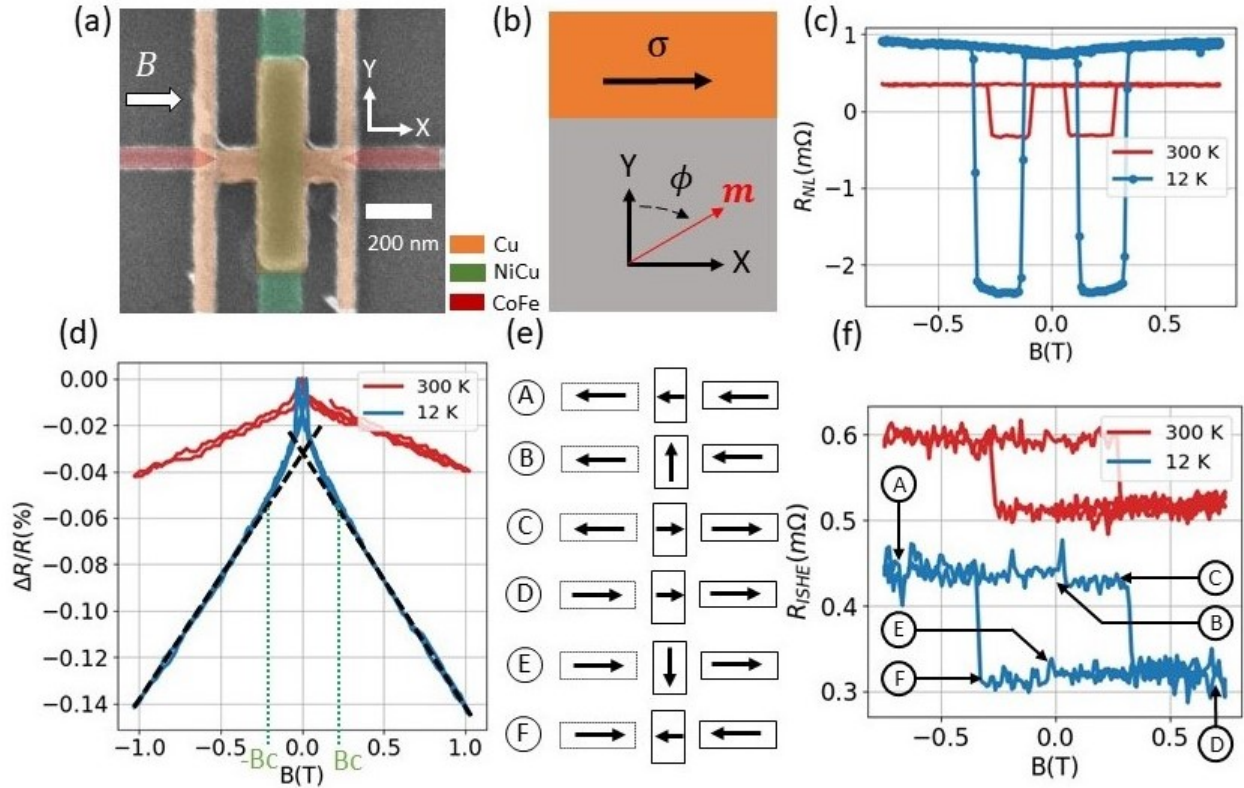 (a)
B
Y
X
200 nm
Cu
NiCu
CoFe
(b)
σ
Y
ϕ
m
X
(c)
R_NL(mΩ)
1
0
−1
−2
300 K
12 K
−0.5
0.0
0.5
B(T)
(d)
ΔR/R(%)
0.00
−0.02
−0.04
−0.06
−0.08
−0.10
−0.12
−0.14
300 K
12 K
−1.0
−0.5
0.0
0.5
1.0
-Bc
Bc
B(T)
(e)
A
B
C
D
E
F
(f)
R_ISHE(mΩ)
0.6
0.5
0.4
0.3
300 K
12 K
A
C
B
E
F
D
−0.5
0.0
0.5
B(T)